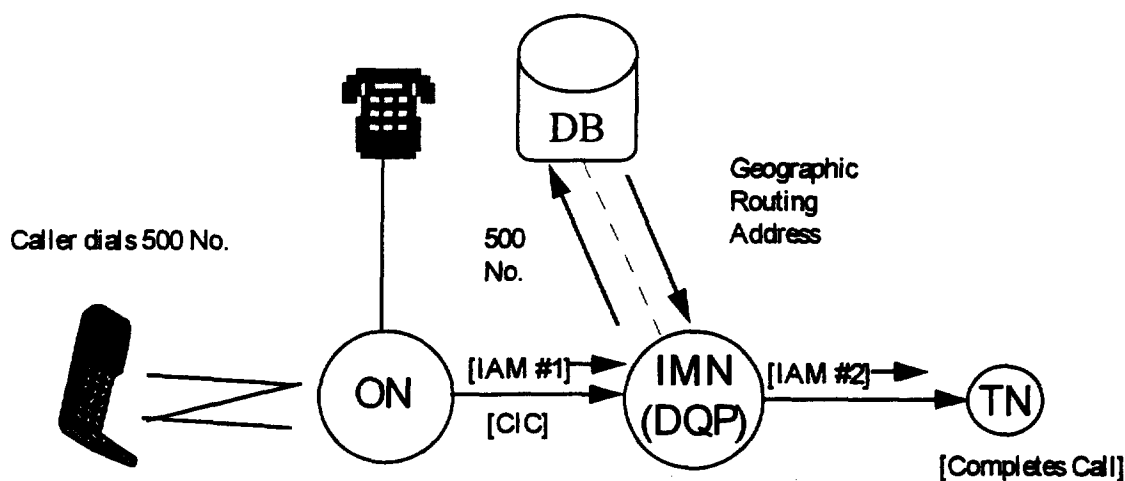 DB
Geographic
Routing
Address
Caller dials 500 No.
500
No.
ON
[IAM #1]
[CIC]
IMN
(DQP)
[IAM #2]
TN
[Completes Call]